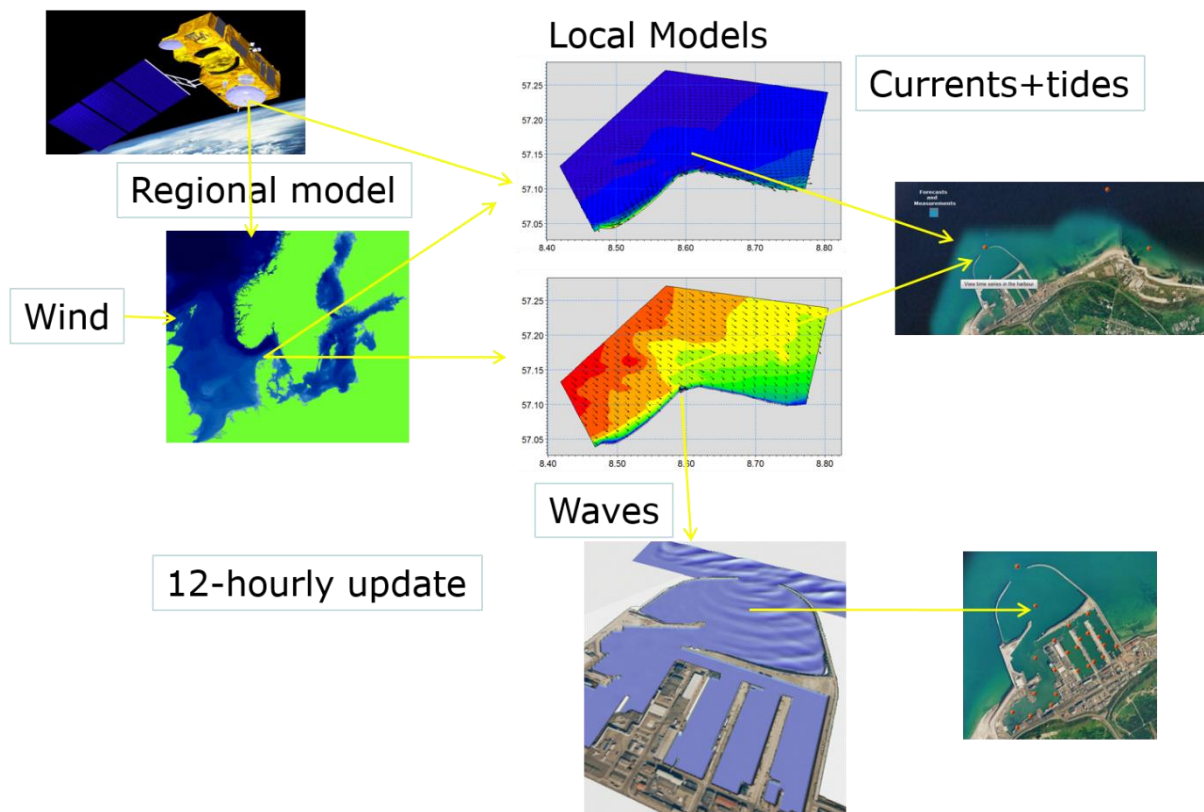 Local Models
Currents+tides
Regional model
Wind
57.25
57.20
57.15
57.10
57.05
8.40
8.50
8.60
8.70
8.80
Forecasts
and
Measurements
View time series in the harbour
57.25
57.20
57.15
57.10
57.05
8.40
8.50
8.60
8.70
8.80
Waves
12-hourly update